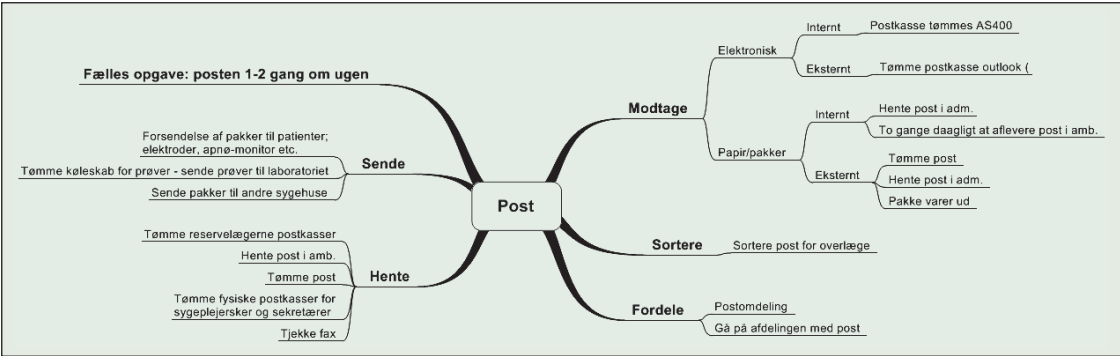 Fælles opgave: posten 1-2 gang om ugen
Forsendelse af pakker til patienter;
elektroder, apnø-monitor etc.
Tømme køleskab for prøver - sende prøver til laboratoriet
Sende pakker til andre sygehuse
Sende
Tømme reservelægerne postkasser
Hente post i amb.
Tømme post
Tømme fysiske postkasser for
sygeplejersker og sekretærer
Tjekke fax
Hente
Post
Modtage
Elektronisk
Internt
Postkasse tømmes AS400
Eksternt
Tømme postkasse outlook (
Papir/pakker
Internt
Hente post i adm.
To gange daagligt at aflevere post i amb.
Eksternt
Tømme post
Hente post i adm.
Pakke varer ud
Sortere
Sortere post for overlæge
Fordele
Postomdeling
Gå på afdelingen med post